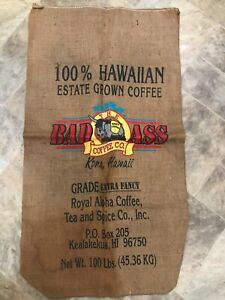 100% HAWAIIAN
ESTATE GROWN COFFEE
THE
BAD ASS
COFFEE CO.
Kona, Hawaii
GRADE EXTRA FANCY
Royal Aloha Coffee,
Tea and Spice Co., Inc.
P.O. Box 205
Kealakekua, HI 96750
Net Wt. 100 Lbs. (45.36 KG)